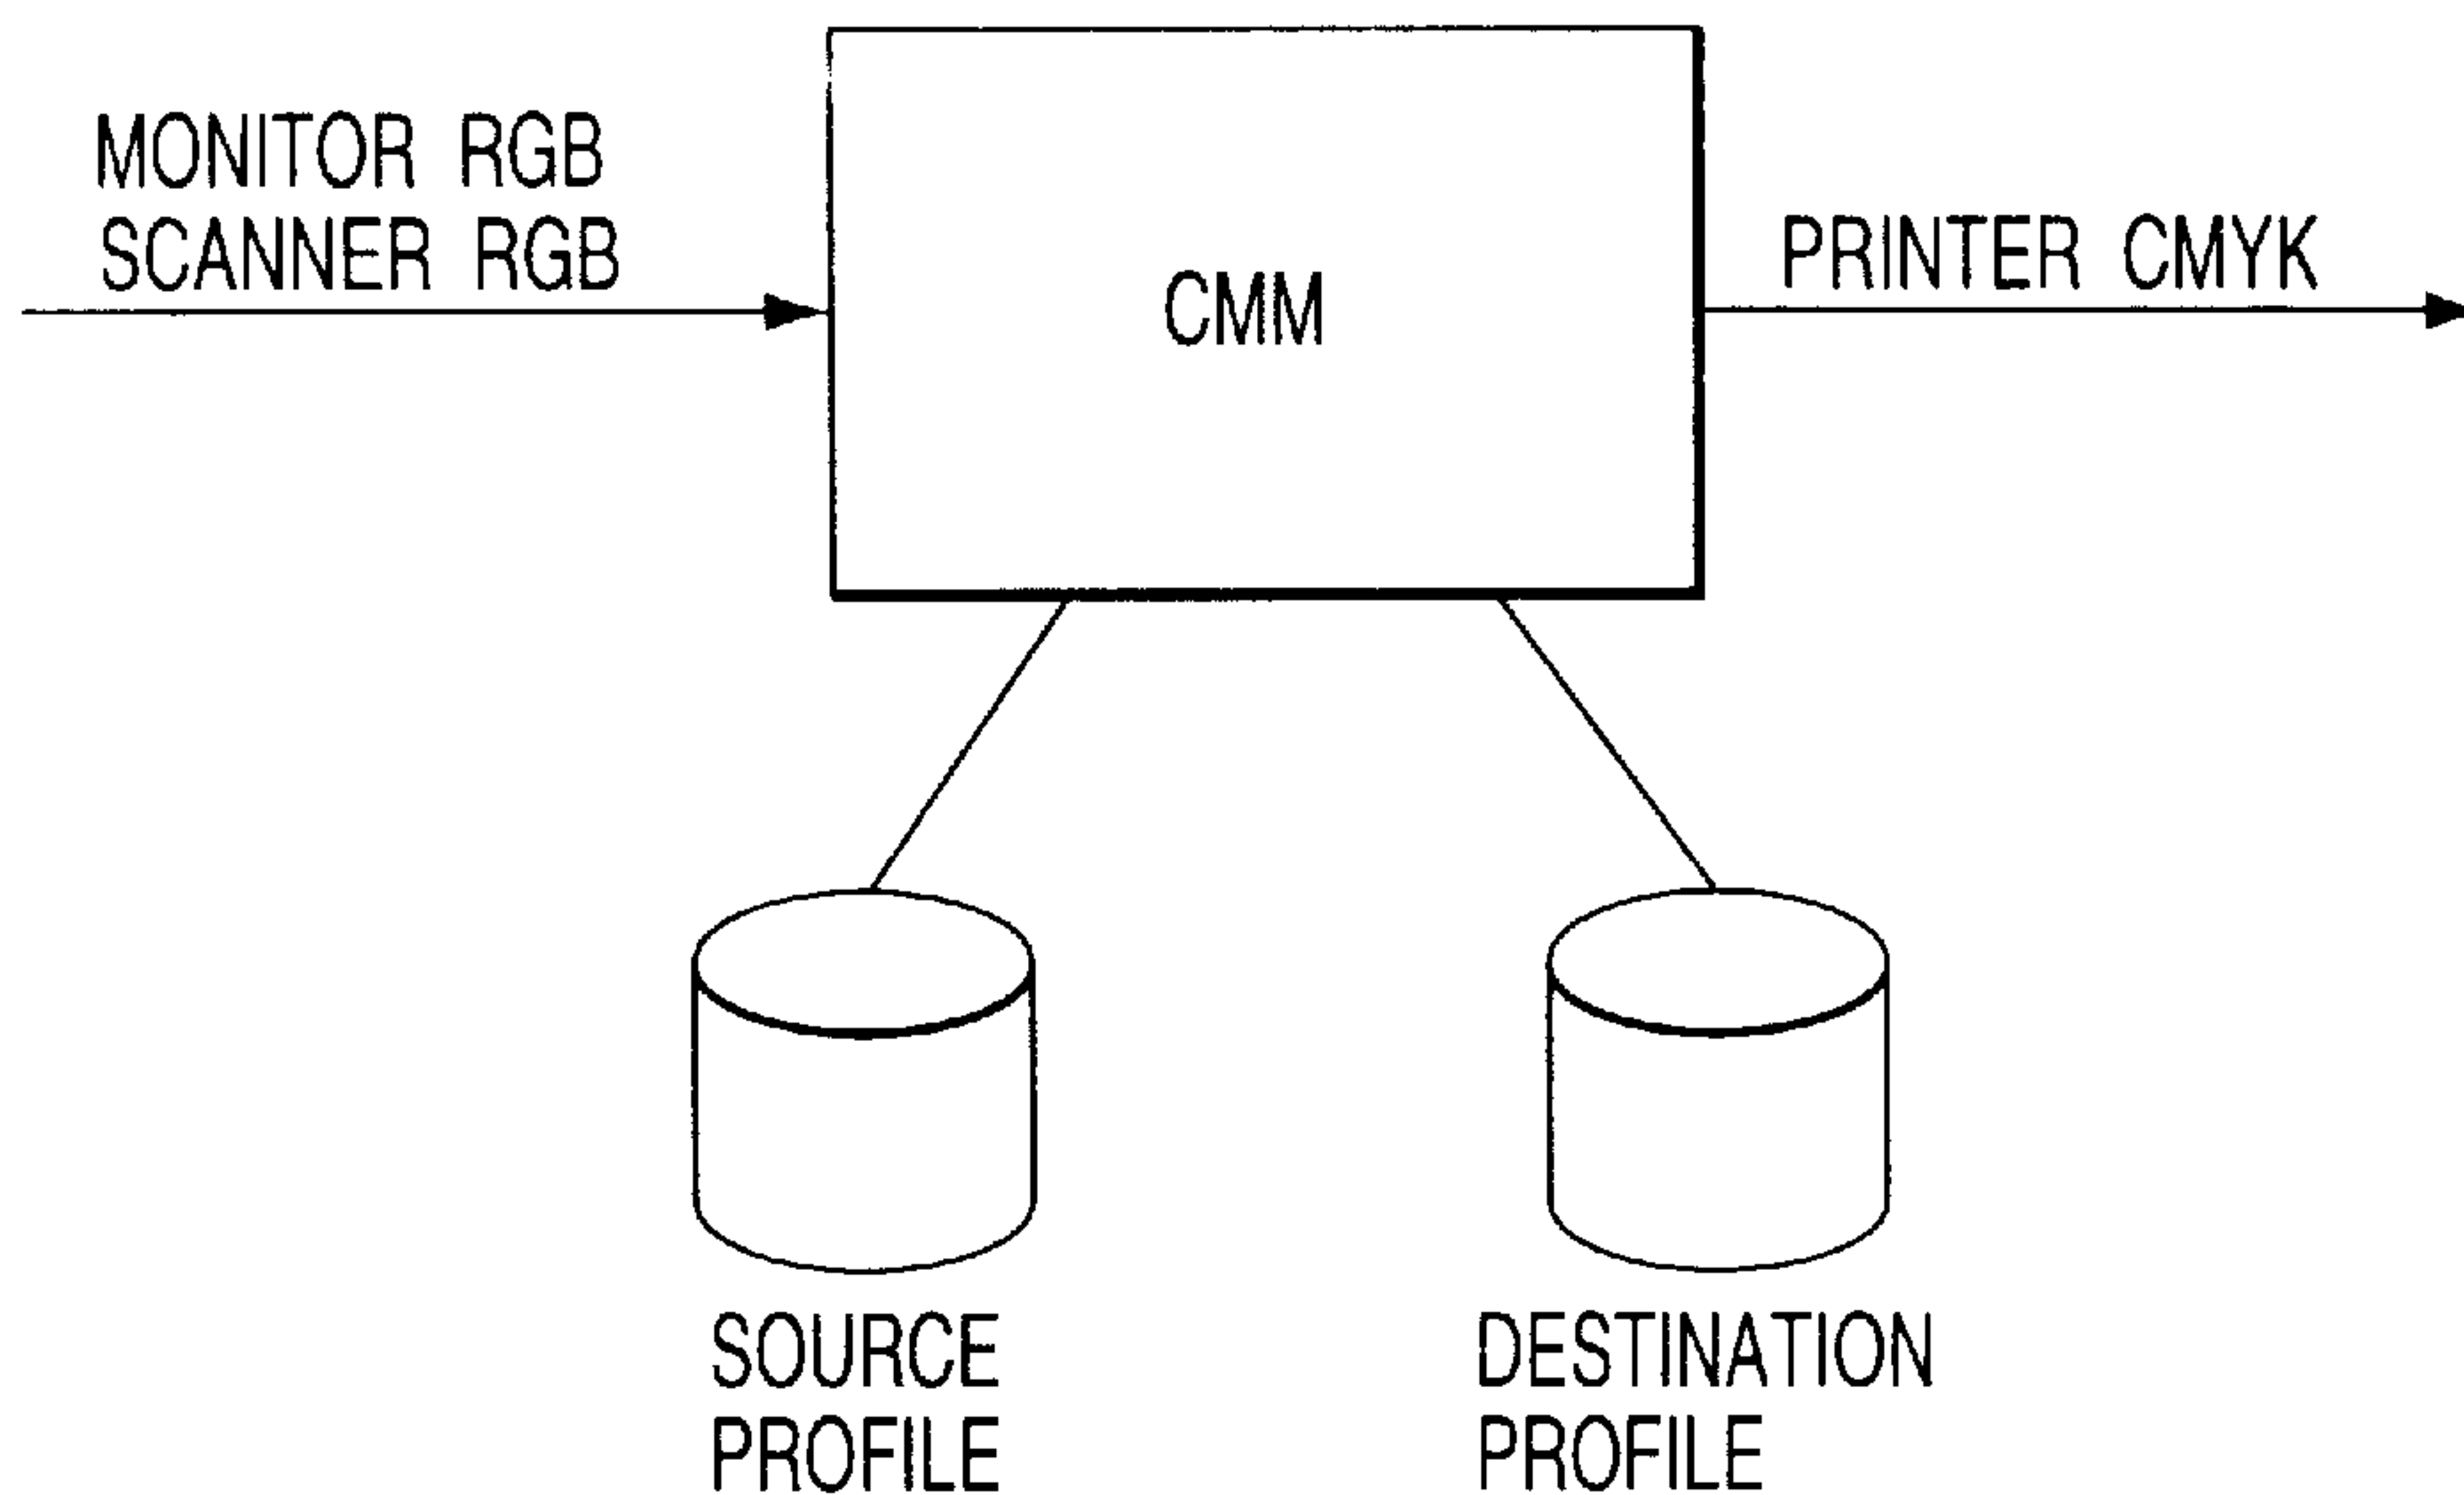 MONITOR RGB
SCANNER RGB
CMM
PRINTER CMYK
SOURCE
PROFILE
DESTINATION
PROFILE